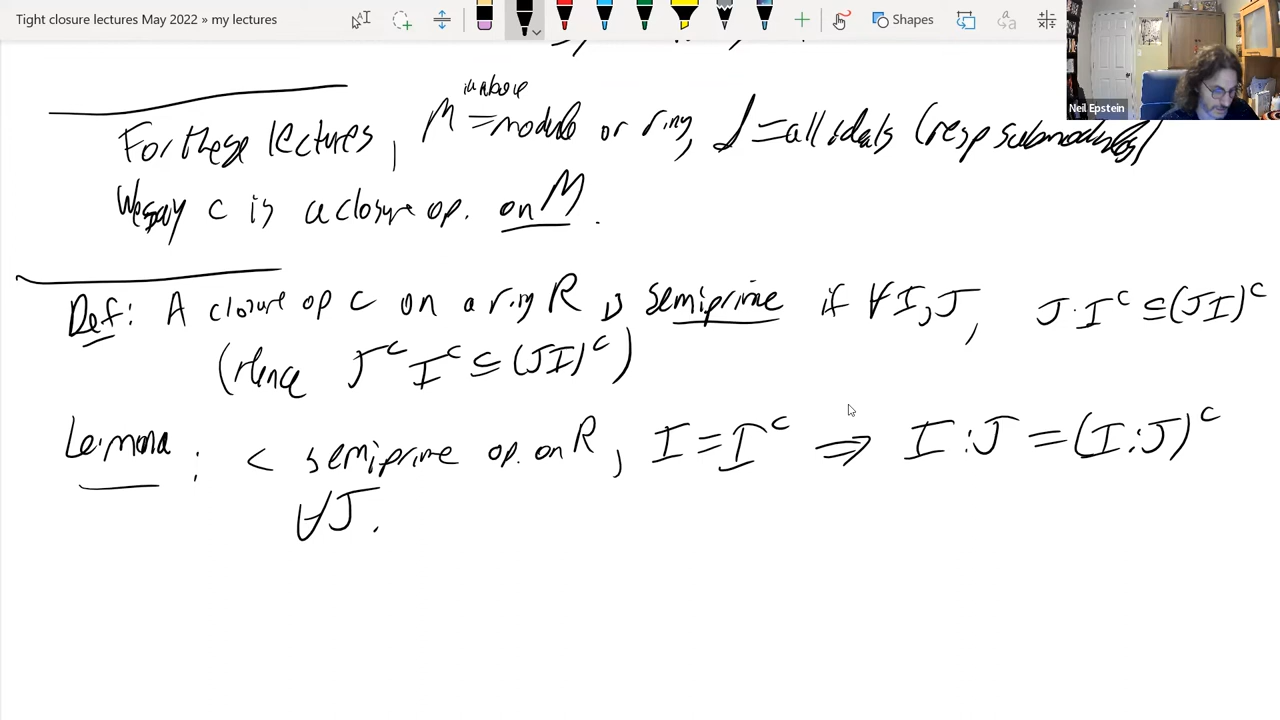 Tight closure lectures May 2022 » my lectures
Shapes
Neil Epstein
in above
For these lectures, M = module or ring, I = all ideals (resp submodules)
We say c is a closure op. on M.
Def: A closure op c on a ring R is semiprime if ∀I,J, J·I^c ⊆ (JI)^c
(Hence J^c I^c ⊆ (JI)^c)
Lemma: c semiprime op. on R, I = I^c ⇒ I:J = (I:J)^c
∀J.